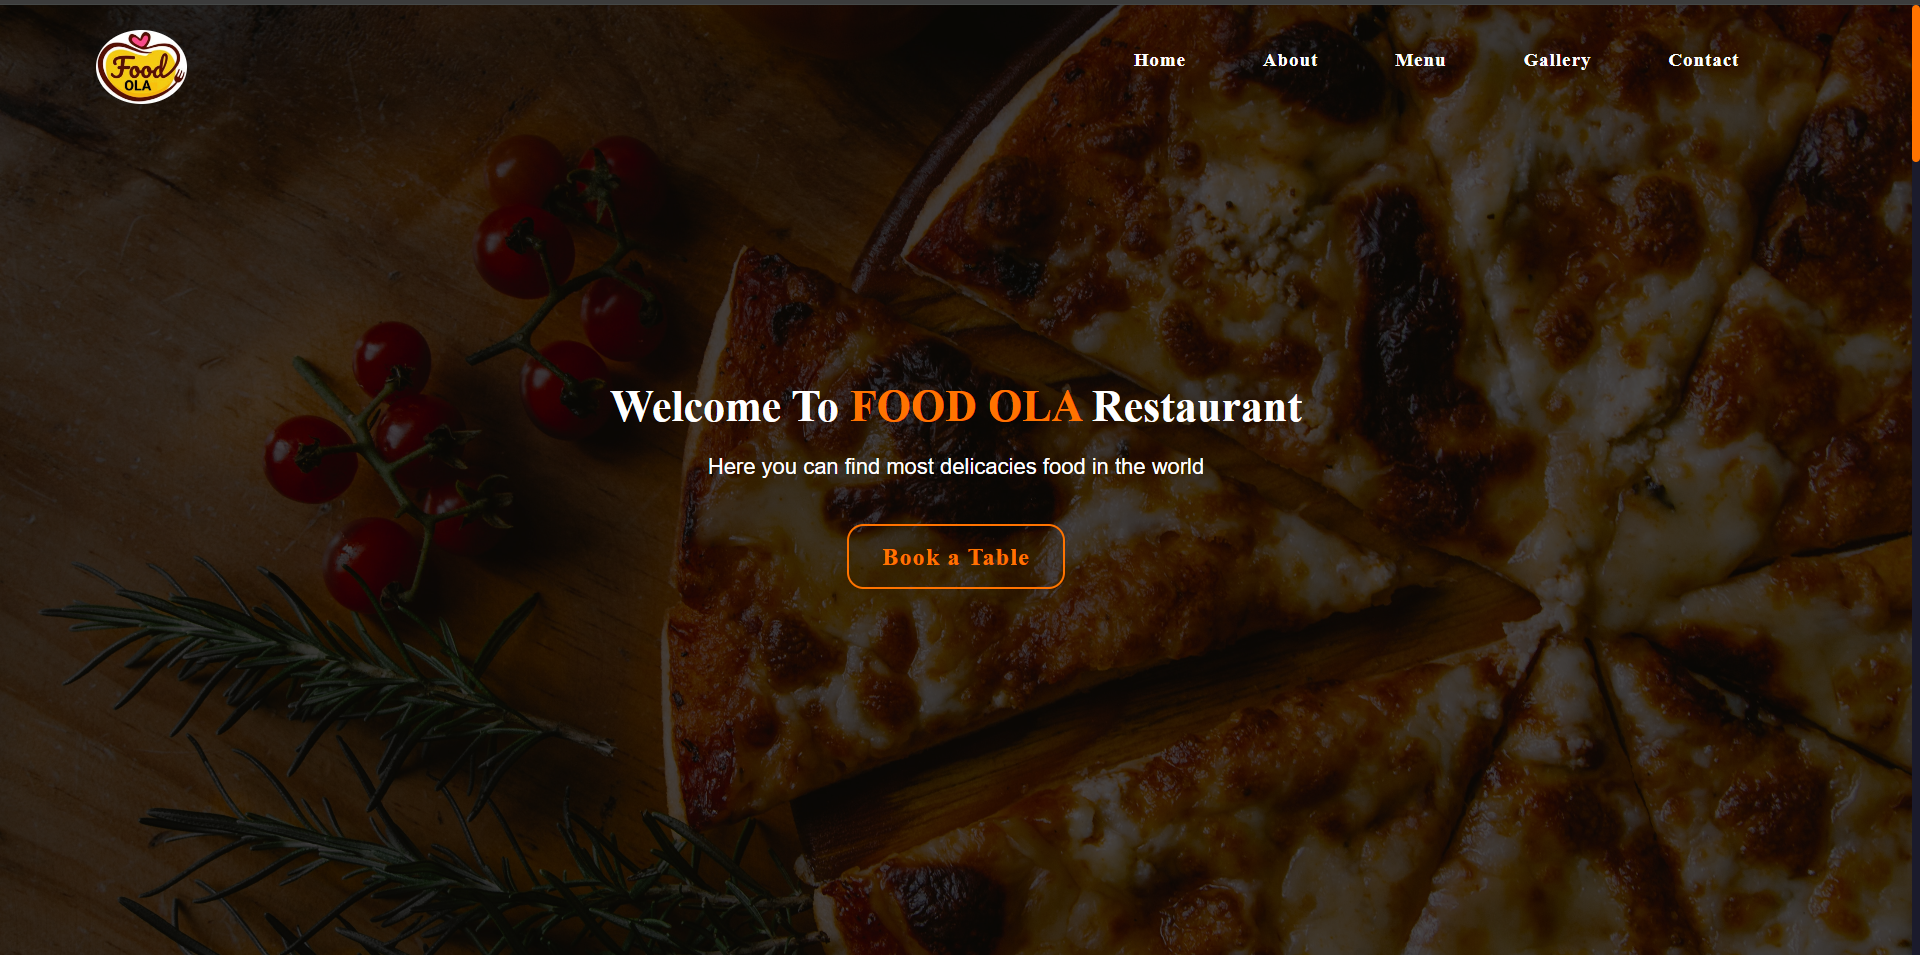 Food
OLA
Home About Menu Gallery Contact
Welcome To FOOD OLA Restaurant
Here you can find most delicacies food in the world
Book a Table